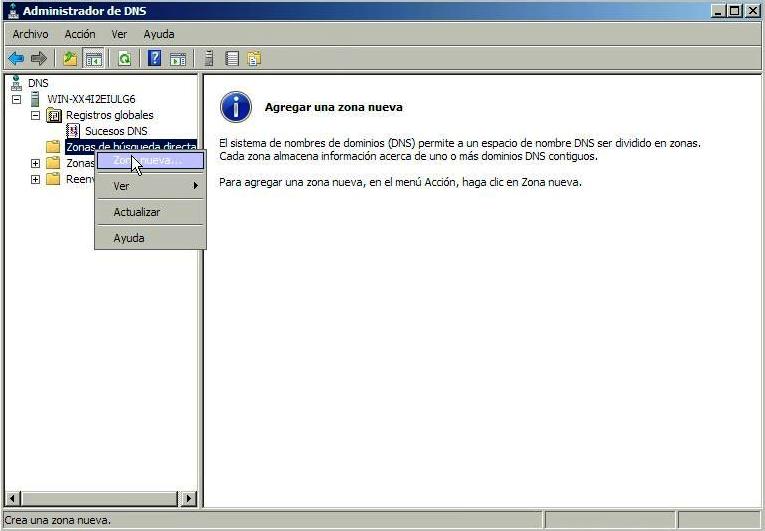 Administrador de DNS
Archivo Acción Ver Ayuda
DNS
WIN-XX4I2EIULG6
Registros globales
Sucesos DNS
Zonas de búsqueda directa
Zonas
Zona nueva...
Ver
Actualizar
Ayuda
Agregar una zona nueva
El sistema de nombres de dominios (DNS) permite a un espacio de nombre DNS ser dividido en zonas.
Cada zona almacena información acerca de uno o más dominios DNS contiguos.
Para agregar una zona nueva, en el menú Acción, haga clic en Zona nueva.
Crea una zona nueva.